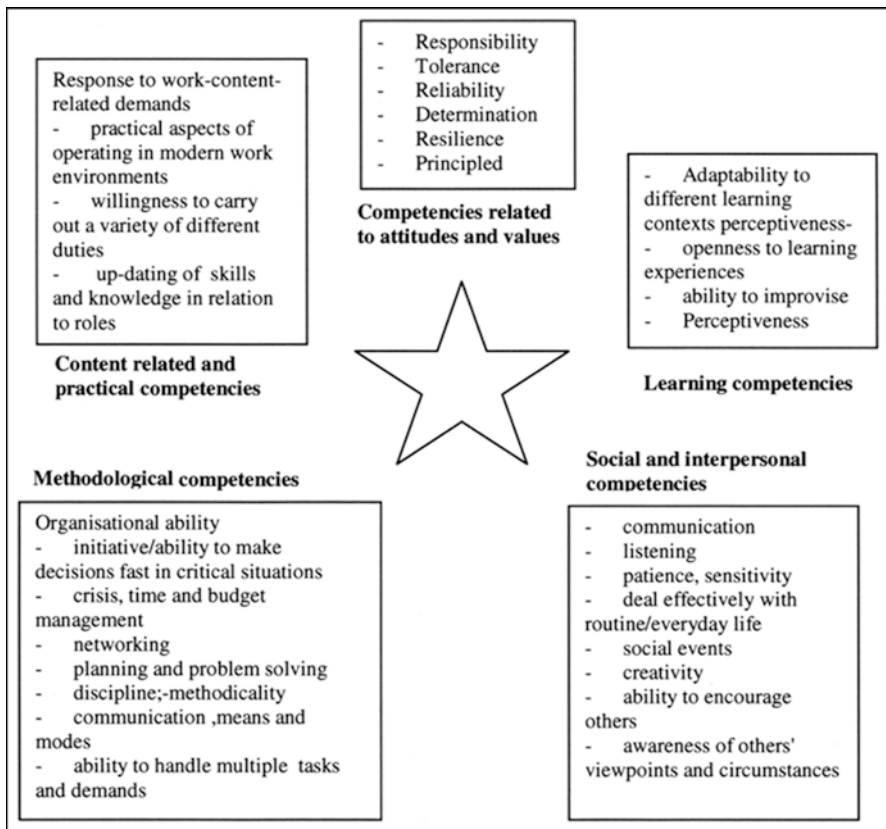 Response to work-content-
related demands
- practical aspects of
operating in modern work
environments
- willingness to carry
out a variety of different
duties
- up-dating of skills
and knowledge in relation
to roles
Content related and
practical competencies
- Responsibility
- Tolerance
- Reliability
- Determination
- Resilience
- Principled
Competencies related
to attitudes and values
- Adaptability to
different learning
contexts perceptiveness-
- openness to learning
experiences
- ability to improvise
- Perceptiveness
Learning competencies
Methodological competencies
Organisational ability
- initiative/ability to make
decisions fast in critical situations
- crisis, time and budget
management
- networking
- planning and problem solving
- discipline;-methodicality
- communication ,means and
modes
- ability to handle multiple tasks
and demands
Social and interpersonal
competencies
- communication
- listening
- patience, sensitivity
- deal effectively with
routine/everyday life
- social events
- creativity
- ability to encourage
others
- awareness of others'
viewpoints and circumstances